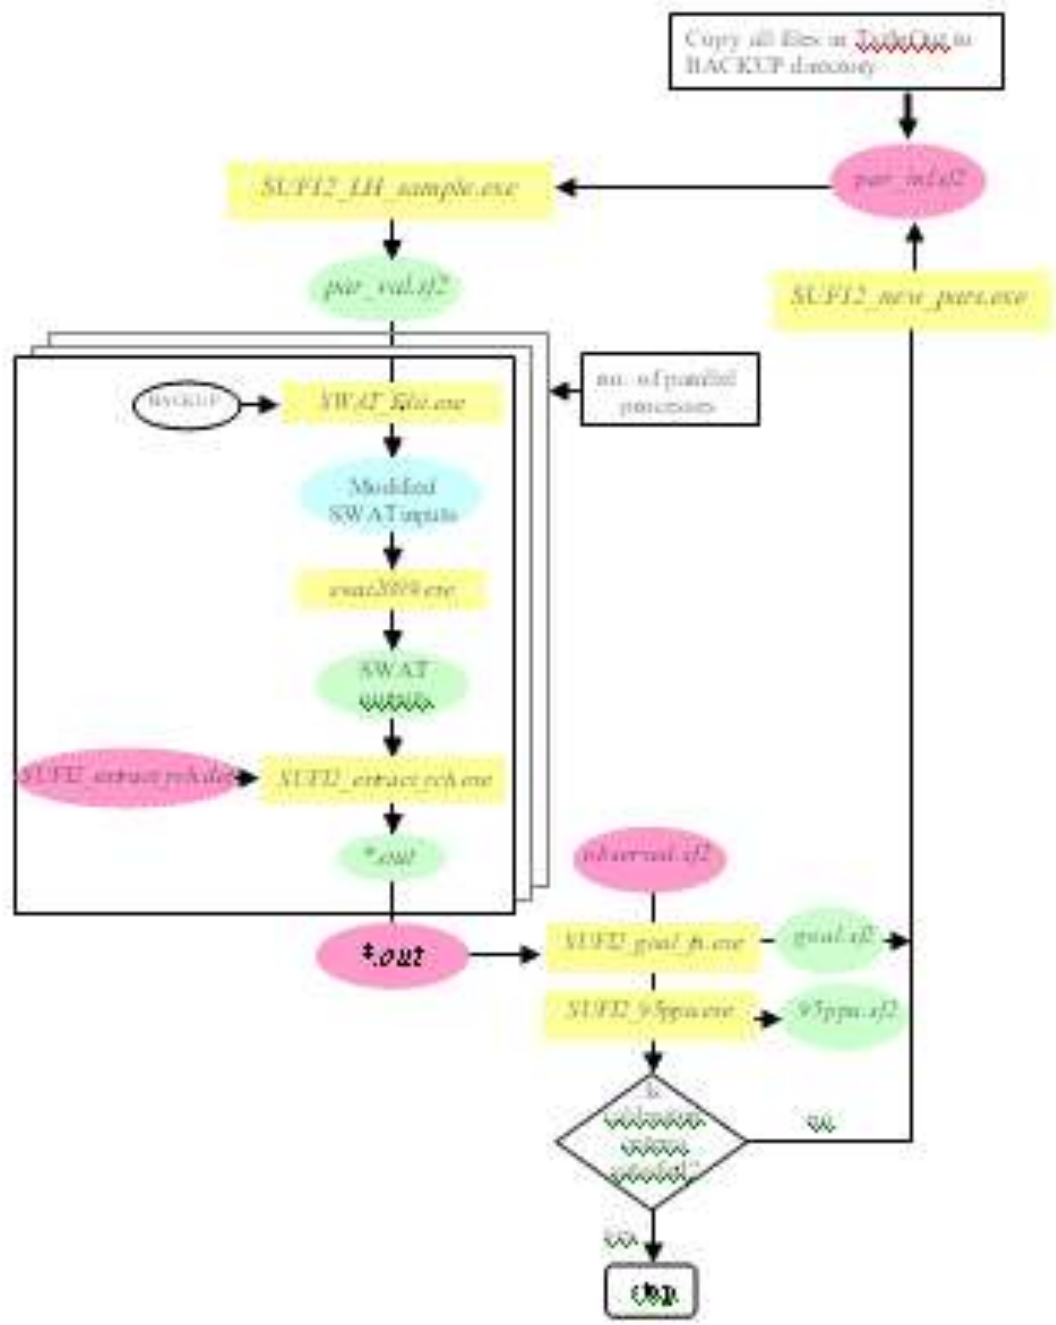 Copy all files in TxtInOut to
BACKUP directory
par_inf.sf2
SUFI2_LH_sample.exe
par_val.sf2
SUFI2_new_pars.exe
BACKUP
SWAT_Edit.exe
no. of parallel
processes
Modified
SWAT inputs
swat2009.exe
SWAT
outputs
SUFI2_extract_rch.def
SUFI2_extract_rch.exe
*.out
observed.sf2
*.out
SUFI2_goal_fn.exe
goal.sf2
SUFI2_95ppu.exe
95ppu.sf2
Is
no
yes